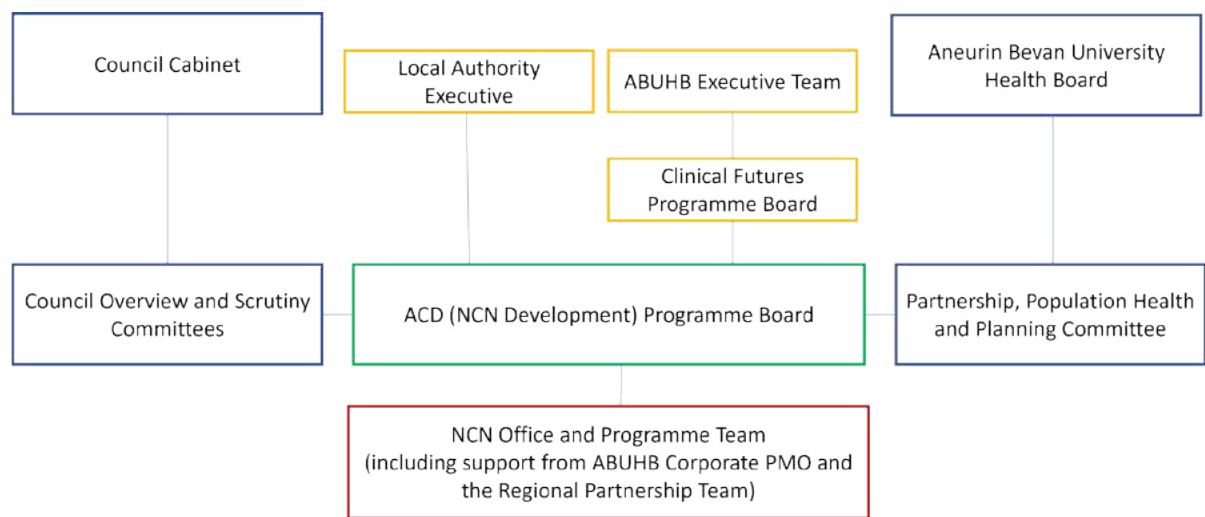 Council Cabinet
Local Authority
Executive
ABUHB Executive Team
Aneurin Bevan University
Health Board
Clinical Futures
Programme Board
Council Overview and Scrutiny
Committees
ACD (NCN Development) Programme Board
Partnership, Population Health
and Planning Committee
NCN Office and Programme Team
(including support from ABUHB Corporate PMO and
the Regional Partnership Team)